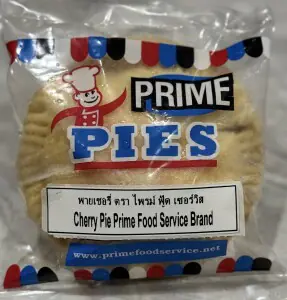 PRIME
PIES
พายเชอรี่ ตรา ไพรม์ ฟู้ด เซอร์วิส
Cherry Pie Prime Food Service Brand
www.primefoodservice.net